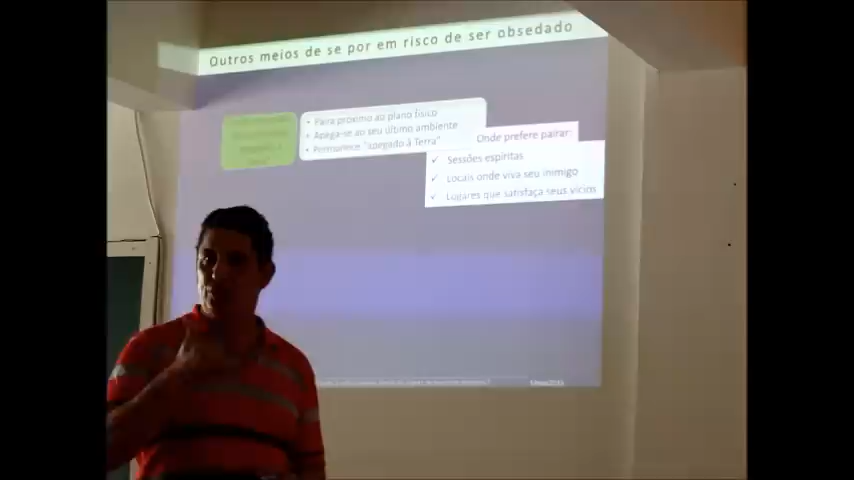 Outros meios de se por em risco de ser obsedado
• Paira próximo ao plano físico
• Apega-se ao seu último ambiente
• Permanece "apegado à Terra"
Onde prefere pairar:
✓ Sessões espíritas
✓ Locais onde viva seu inimigo
✓ Lugares que satisfaça seus vícios